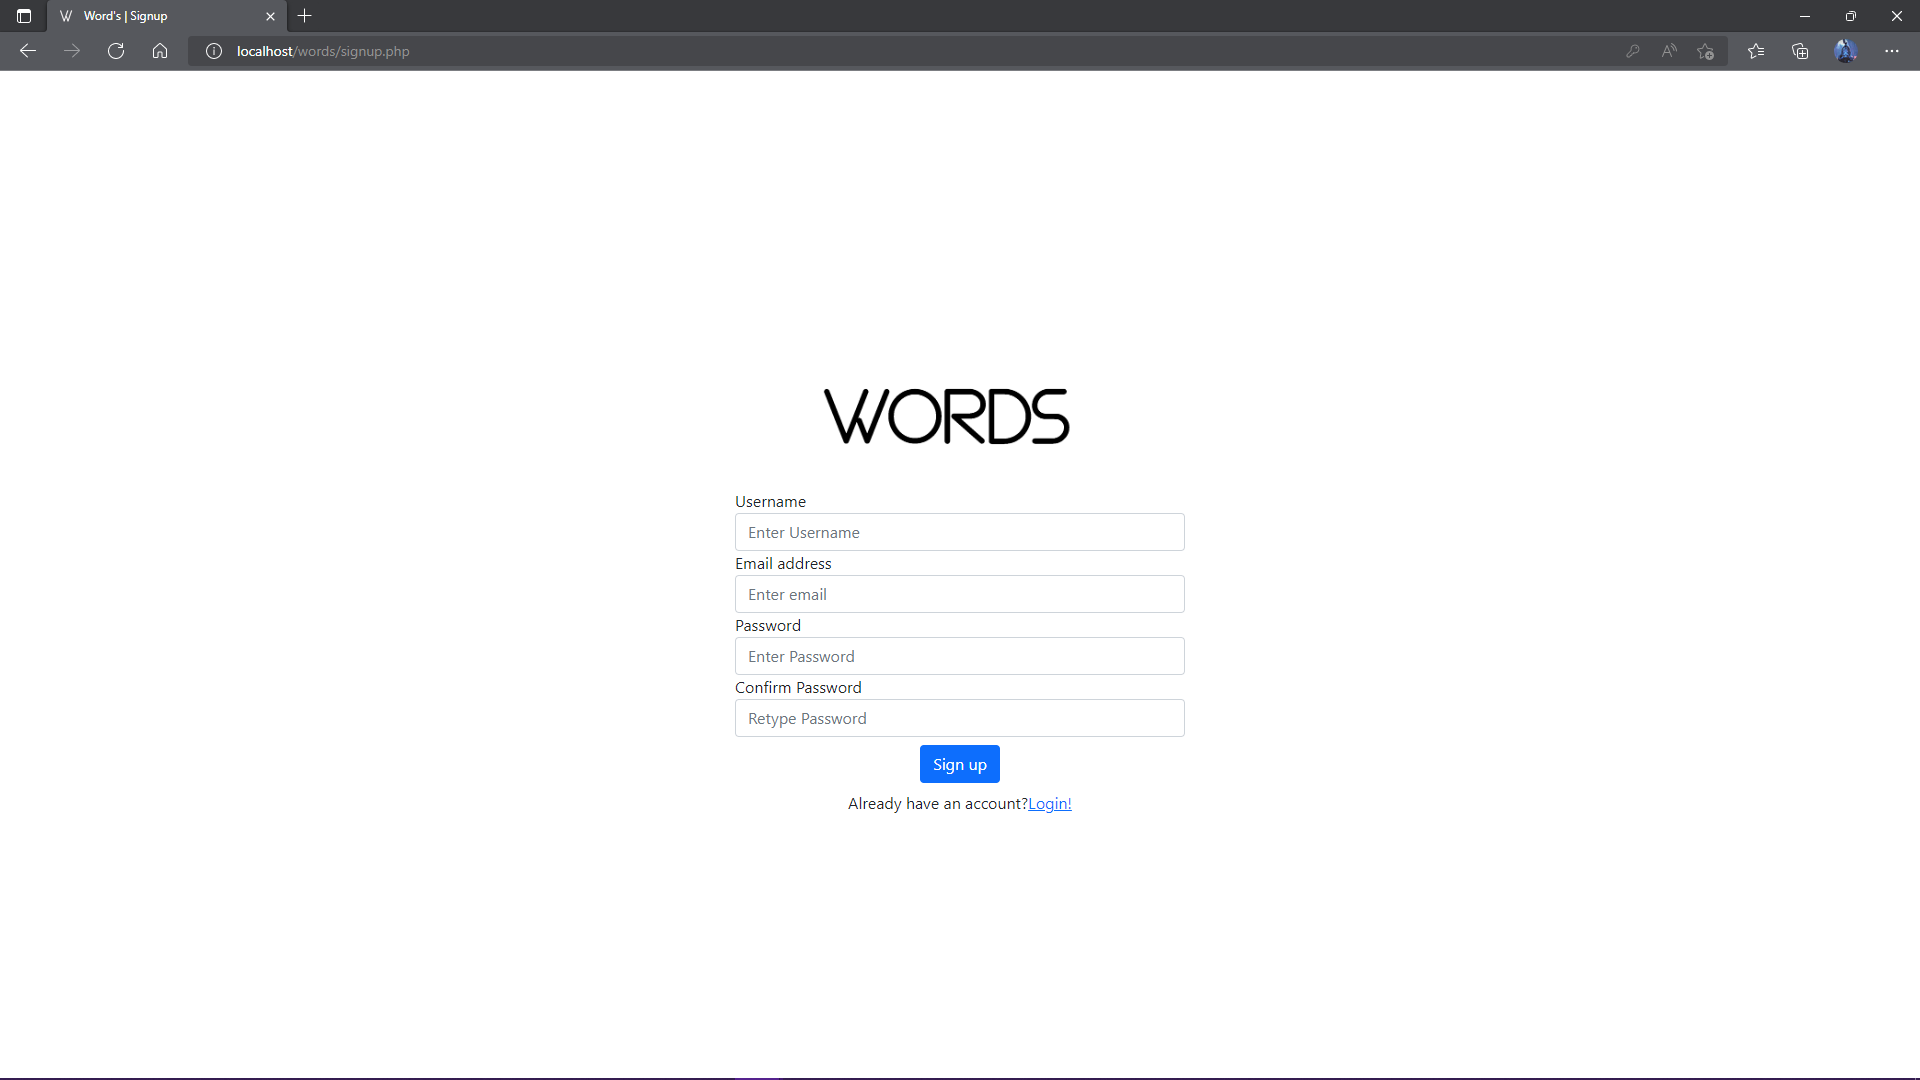 Word's | Signup
localhost/words/signup.php
WORDS
Username
Enter Username
Email address
Enter email
Password
Enter Password
Confirm Password
Retype Password
Sign up
Already have an account?Login!